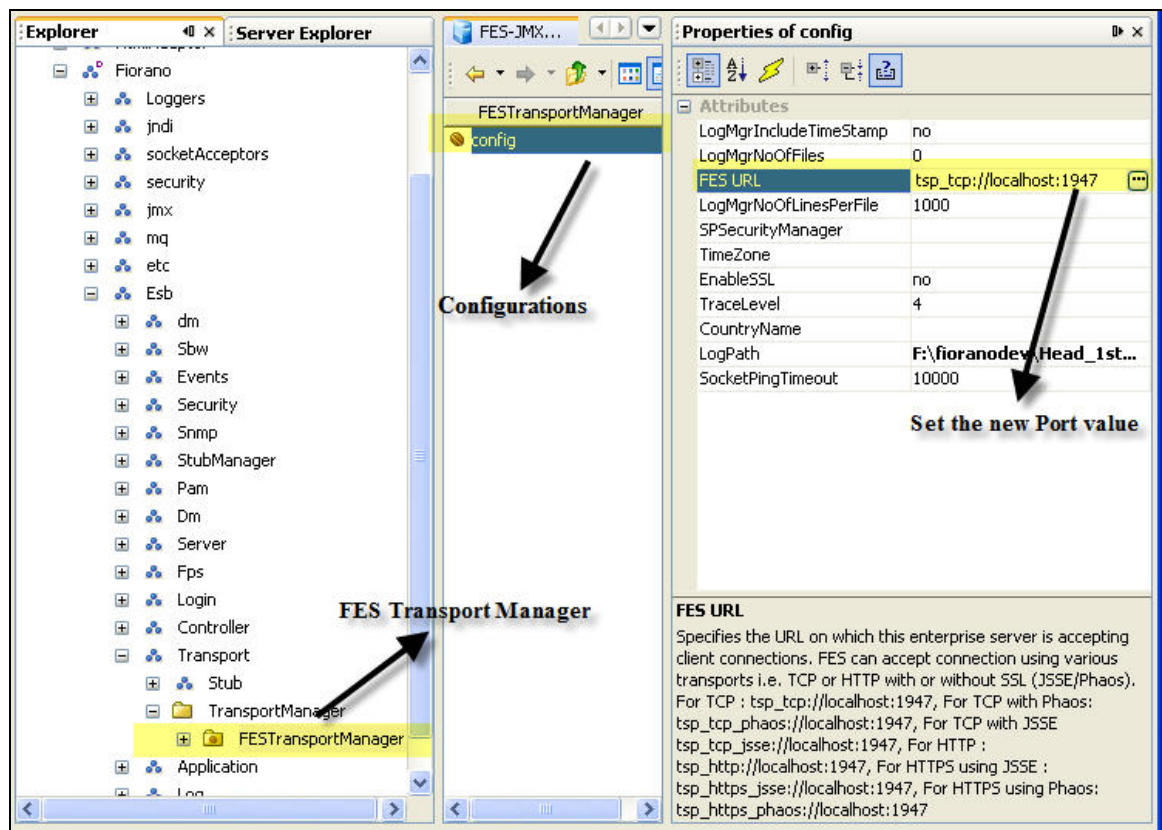 Explorer
Server Explorer
Fiorano
Loggers
jndi
socketAcceptors
security
jmx
mq
etc
Esb
dm
Sbw
Events
Security
Snmp
StubManager
Pam
Dm
Server
Fps
Login
Controller
Transport
Stub
TransportManager
FESTransportManager
Application
FES Transport Manager
FES-JMX...
FESTransportManager
config
Configurations
Properties of config
Attributes
LogMgrIncludeTimeStamp no
LogMgrNoOfFiles 0
FES URL tsp_tcp://localhost:1947
LogMgrNoOfLinesPerFile 1000
SPSecurityManager
TimeZone
EnableSSL no
TraceLevel 4
CountryName
LogPath F:\fioranodev\Head_1st...
SocketPingTimeout 10000
Set the new Port value
FES URL
Specifies the URL on which this enterprise server is accepting
client connections. FES can accept connection using various
transports i.e. TCP or HTTP with or without SSL (JSSE/Phaos).
For TCP : tsp_tcp://localhost:1947, For TCP with Phaos:
tsp_tcp_phaos://localhost:1947, For TCP with JSSE
tsp_tcp_jsse://localhost:1947, For HTTP :
tsp_http://localhost:1947, For HTTPS using JSSE :
tsp_https_jsse://localhost:1947, For HTTPS using Phaos:
tsp_https_phaos://localhost:1947